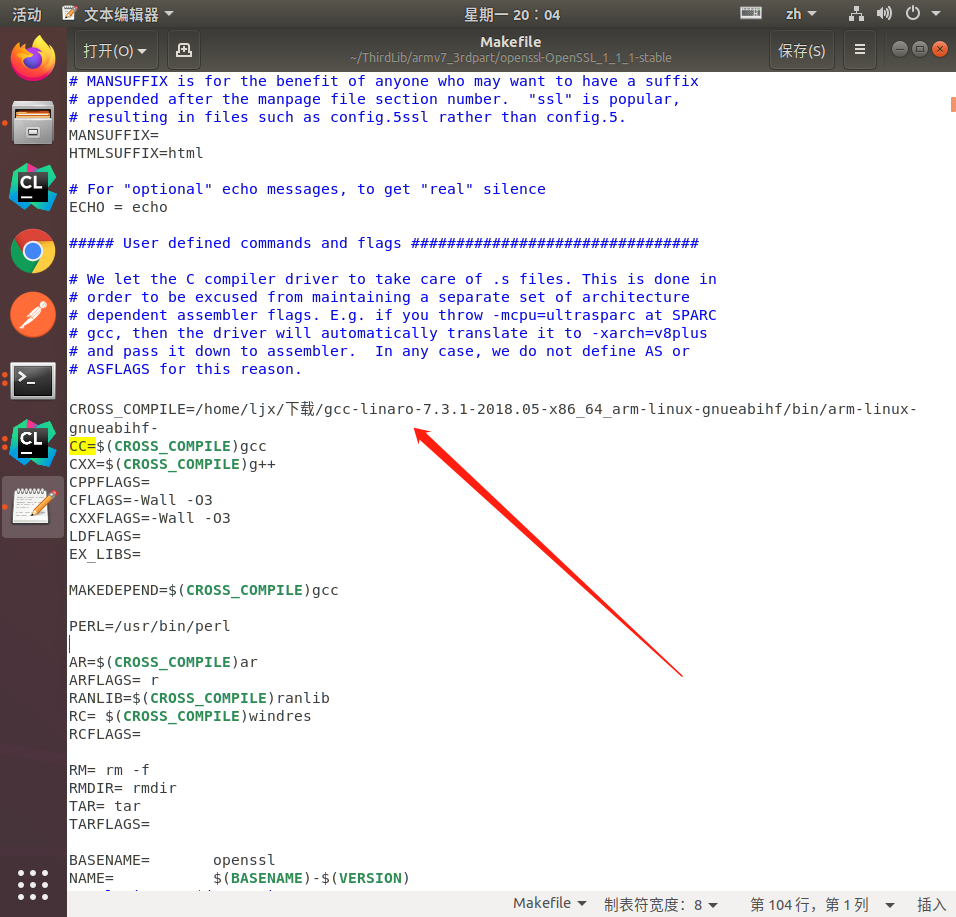 活动 文本编辑器 星期一 20：04 zh
打开(O) Makefile 保存(S)
~/ThirdLib/armv7_3rdpart/openssl-OpenSSL_1_1_1-stable
# MANSUFFIX is for the benefit of anyone who may want to have a suffix
# appended after the manpage file section number.  "ssl" is popular,
# resulting in files such as config.5ssl rather than config.5.
MANSUFFIX=
HTMLSUFFIX=html
# For "optional" echo messages, to get "real" silence
ECHO = echo
##### User defined commands and flags ################################
# We let the C compiler driver to take care of .s files. This is done in
# order to be excused from maintaining a separate set of architecture
# dependent assembler flags. E.g. if you throw -mcpu=ultrasparc at SPARC
# gcc, then the driver will automatically translate it to -xarch=v8plus
# and pass it down to assembler.  In any case, we do not define AS or
# ASFLAGS for this reason.
CROSS_COMPILE=/home/ljx/下载/gcc-linaro-7.3.1-2018.05-x86_64_arm-linux-gnueabihf/bin/arm-linux-
gnueabihf-
CC=$(CROSS_COMPILE)gcc
CXX=$(CROSS_COMPILE)g++
CPPFLAGS=
CFLAGS=-Wall -O3
CXXFLAGS=-Wall -O3
LDFLAGS=
EX_LIBS=
MAKEDEPEND=$(CROSS_COMPILE)gcc
PERL=/usr/bin/perl
AR=$(CROSS_COMPILE)ar
ARFLAGS= r
RANLIB=$(CROSS_COMPILE)ranlib
RC= $(CROSS_COMPILE)windres
RCFLAGS=
RM= rm -f
RMDIR= rmdir
TAR= tar
TARFLAGS=
BASENAME=       openssl
NAME=           $(BASENAME)-$(VERSION)
Makefile 制表符宽度：8 第 104 行，第 1 列 插入
CL
CL